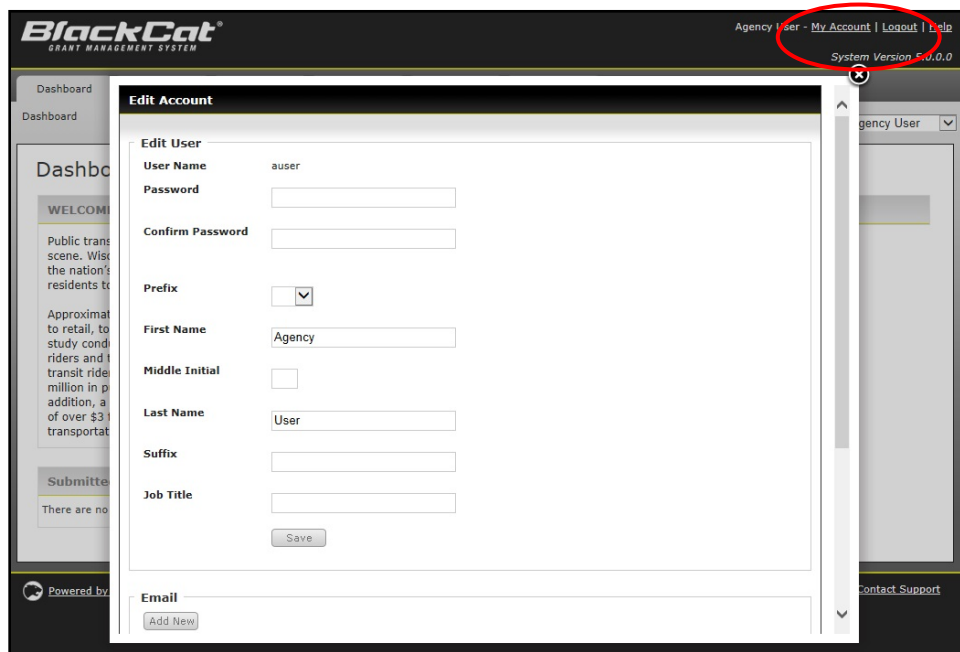 BlackCat®
GRANT MANAGEMENT SYSTEM
Agency User - My Account | Logout | Help
System Version 5.0.0.0
Dashboard
Dashboard
Edit Account
gency User
Edit User
User Name auser
Password
Confirm Password
Prefix
First Name Agency
Middle Initial
Last Name User
Suffix
Job Title
Save
Email
Add New
Dashbo
WELCOM
Public trans
scene. Wisc
the nation's
residents to
Approximat
to retail, to
study condu
riders and t
transit rider
million in p
addition, a
of over $3
transportat
Submitte
There are no
Powered by
Contact Support